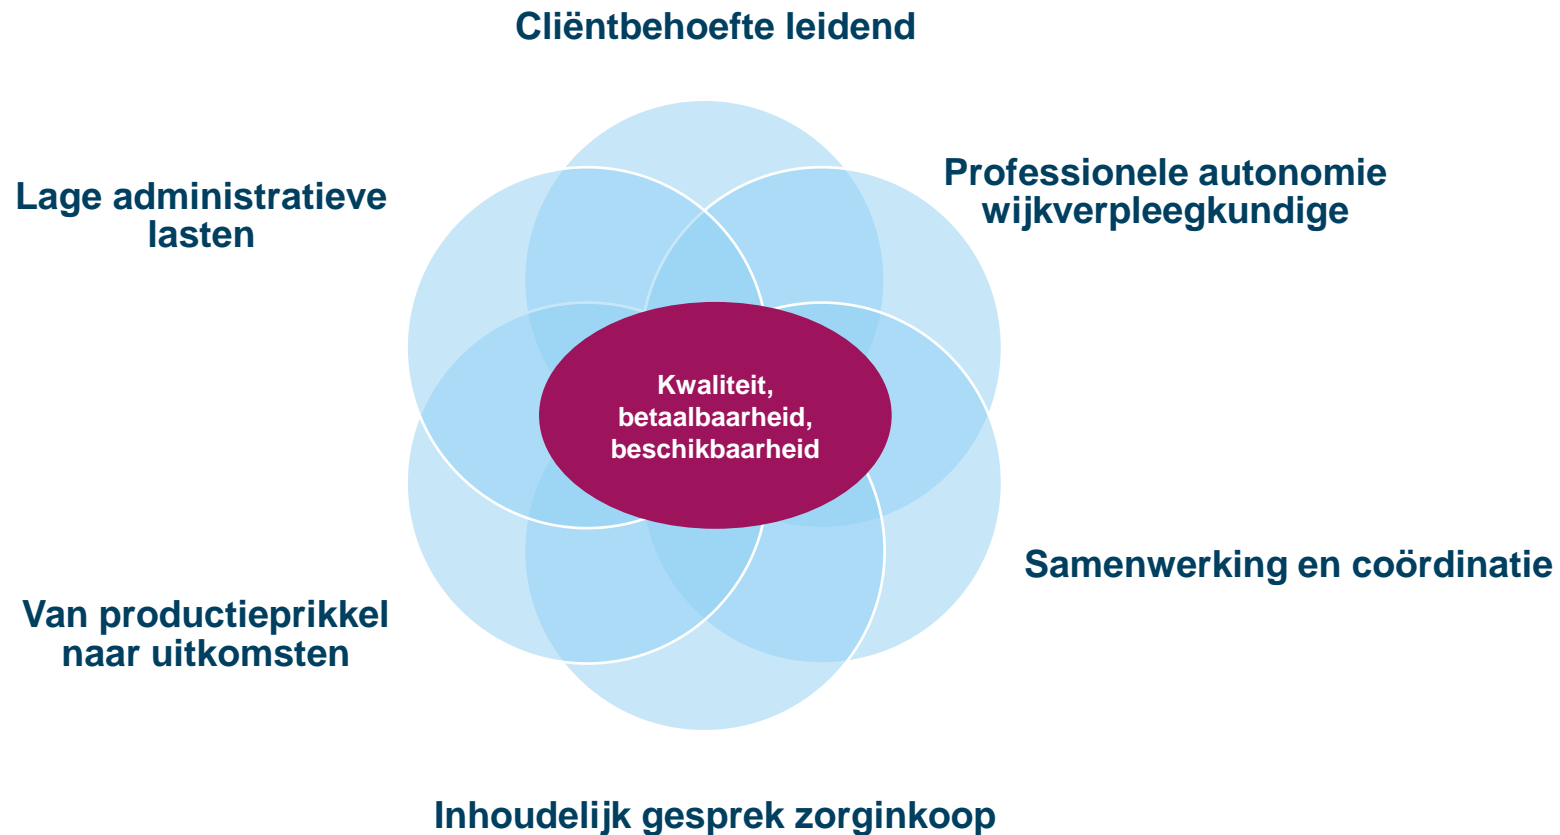 Cliëntbehoefte leidend
Professionele autonomie
wijkverpleegkundige
Lage administratieve
lasten
Kwaliteit,
betaalbaarheid,
beschikbaarheid
Samenwerking en coördinatie
Van productieprikkel
naar uitkomsten
Inhoudelijk gesprek zorginkoop